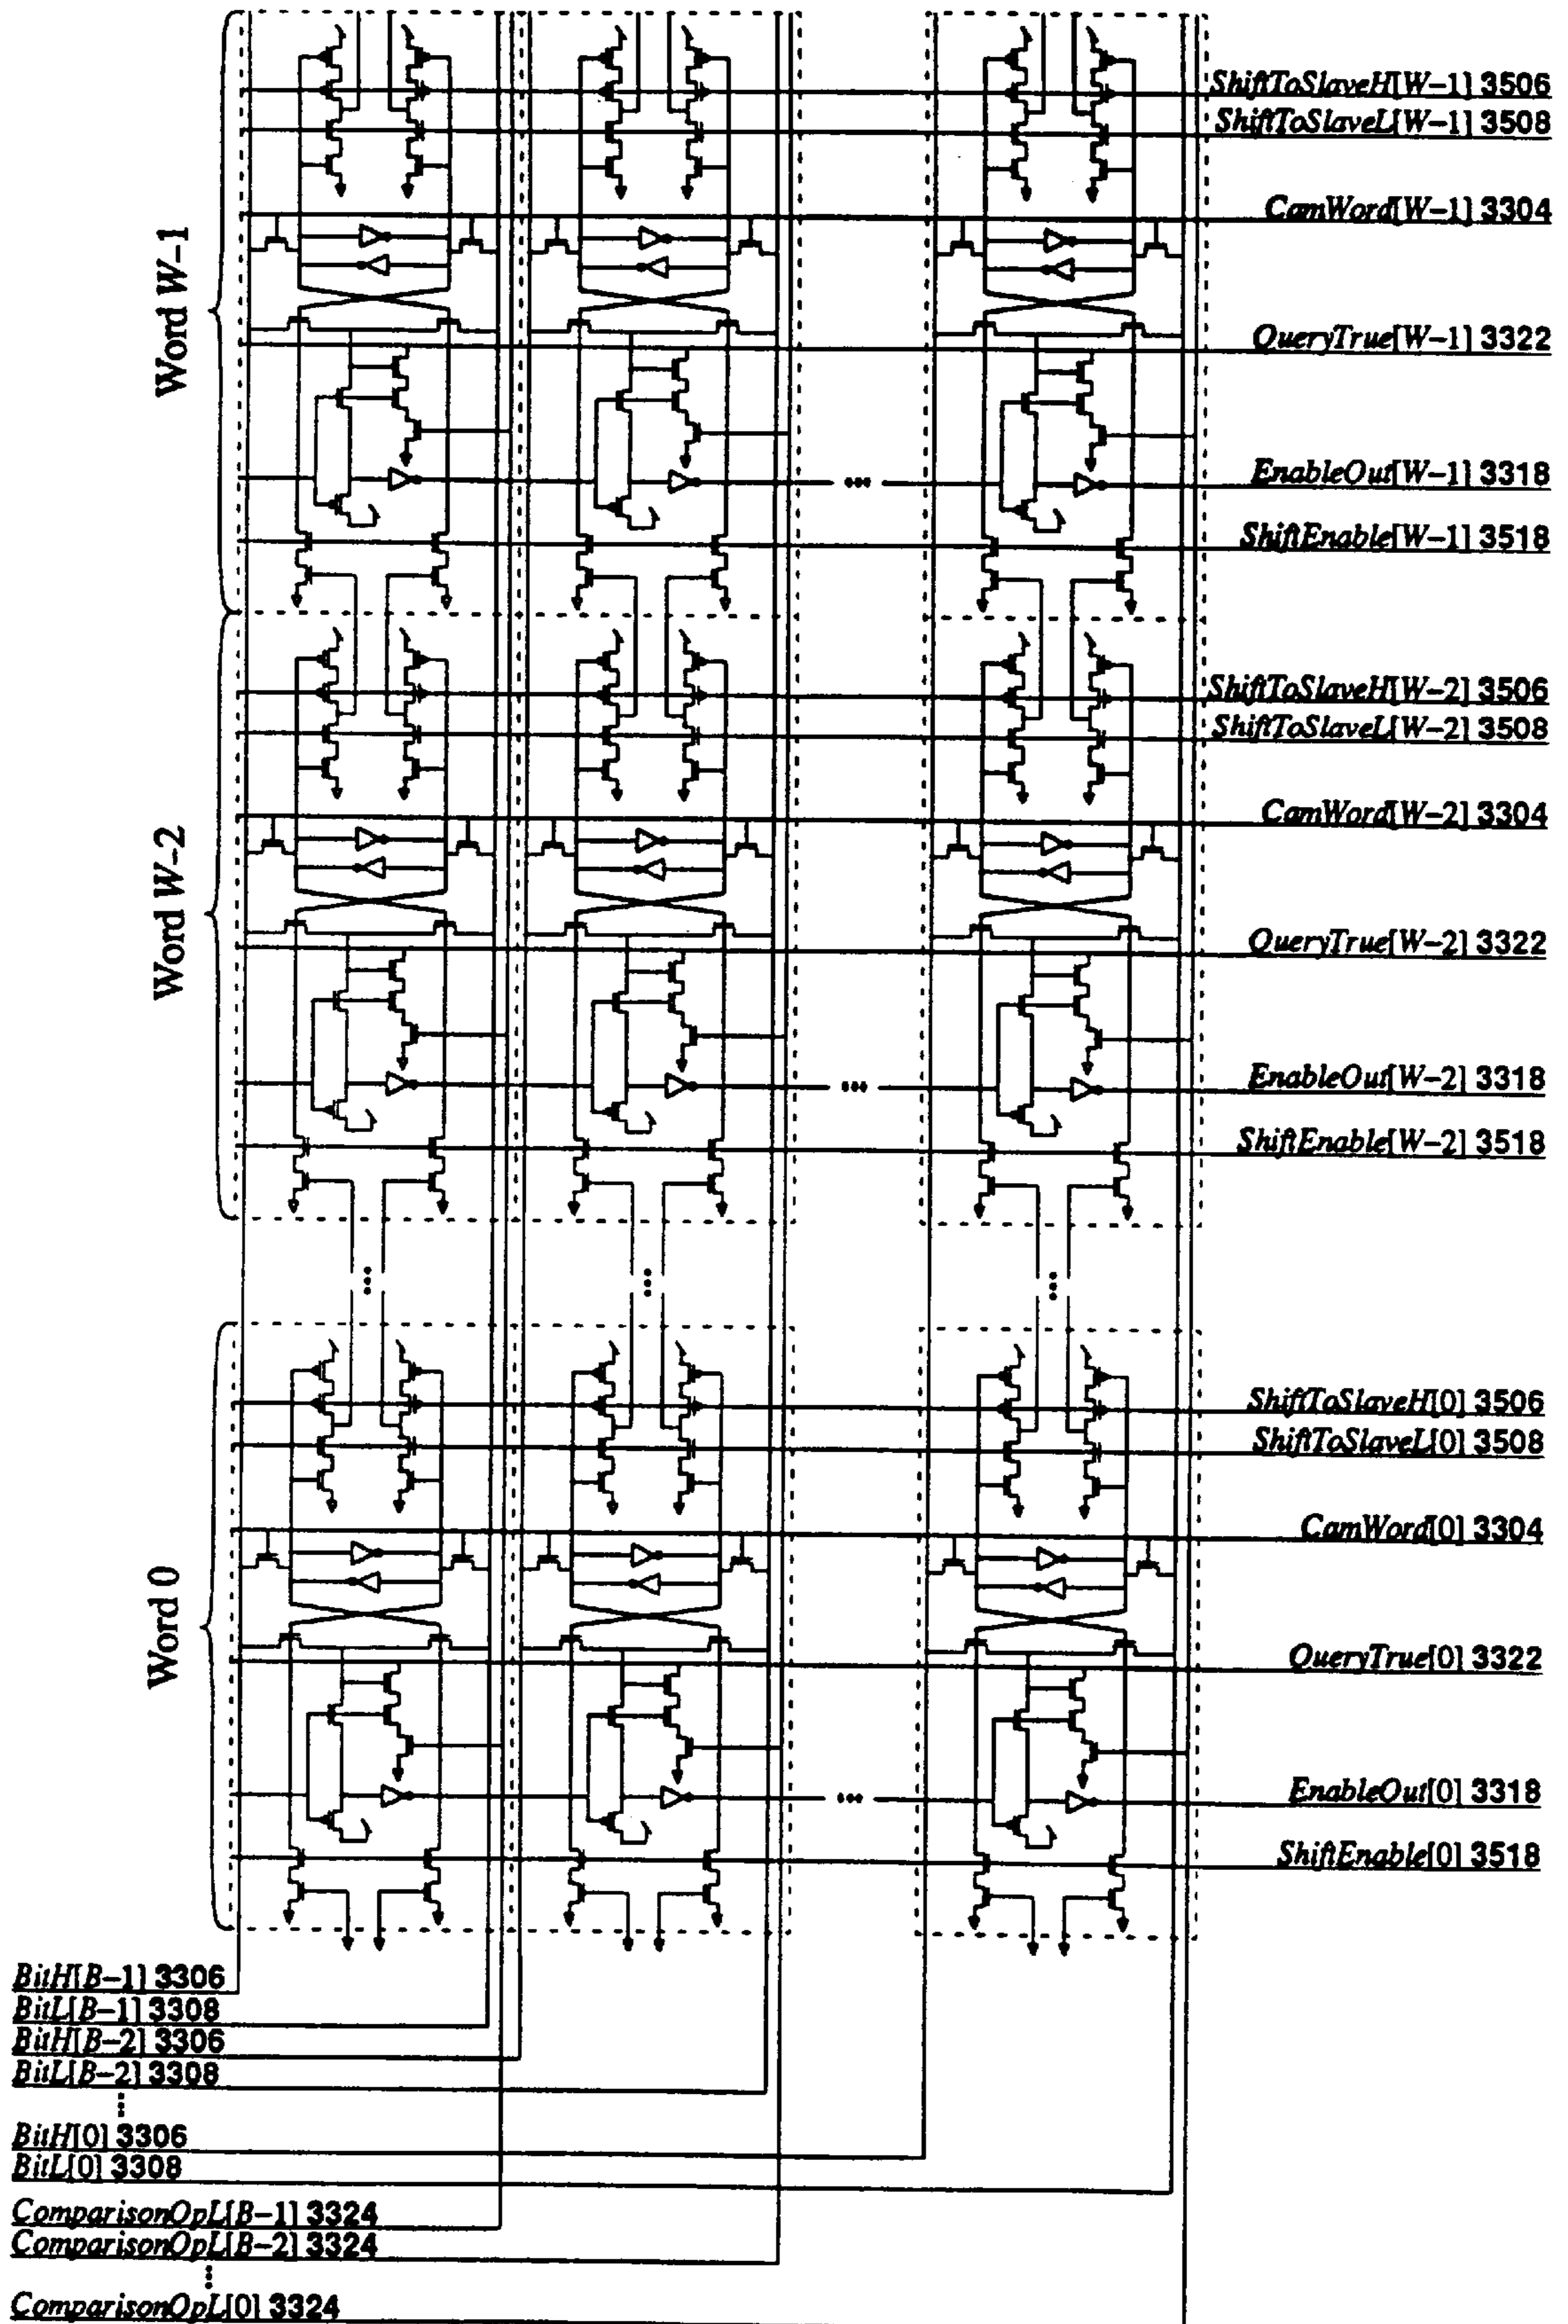 Word W–1
ShiftToSlaveH[W–1] 3506
ShiftToSlaveL[W–1] 3508
CamWord[W–1] 3304
QueryTrue[W–1] 3322
EnableOut[W–1] 3318
ShiftEnable[W–1] 3518
Word W–2
ShiftToSlaveH[W–2] 3506
ShiftToSlaveL[W–2] 3508
CamWord[W–2] 3304
QueryTrue[W–2] 3322
EnableOut[W–2] 3318
ShiftEnable[W–2] 3518
Word 0
ShiftToSlaveH[0] 3506
ShiftToSlaveL[0] 3508
CamWord[0] 3304
QueryTrue[0] 3322
EnableOut[0] 3318
ShiftEnable[0] 3518
BitH[B–1] 3306
BitL[B–1] 3308
BitH[B–2] 3306
BitL[B–2] 3308
BitH[0] 3306
BitL[0] 3308
ComparisonOpL[B–1] 3324
ComparisonOpL[B–2] 3324
ComparisonOpL[0] 3324